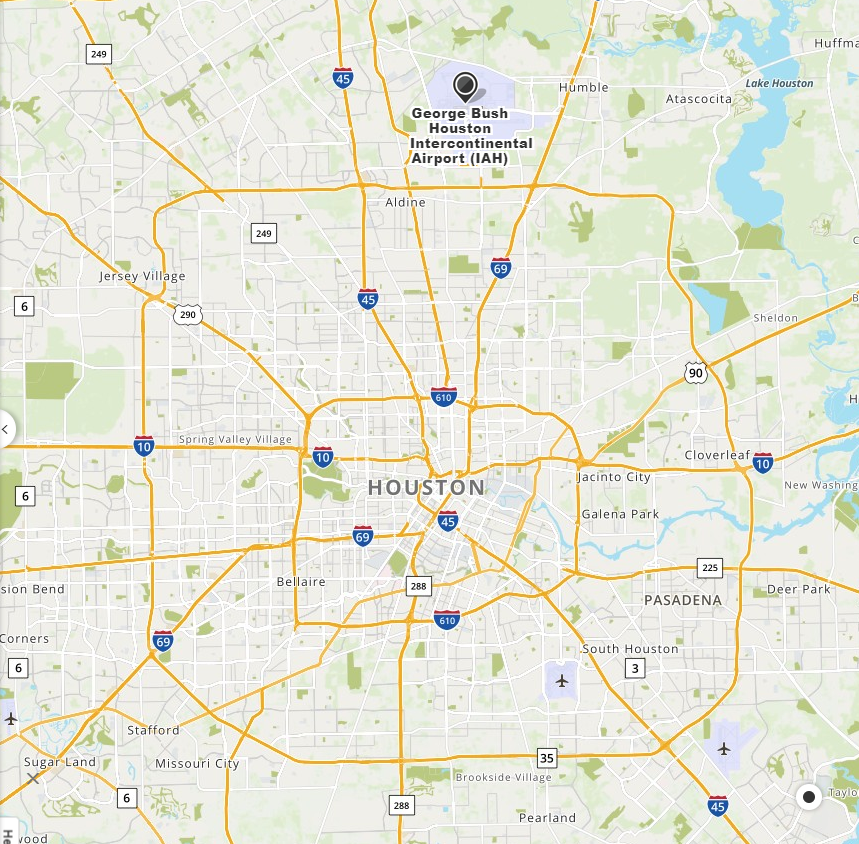 249
45
Huffma
Humble
Lake Houston
Atascocita
George Bush
Houston
Intercontinental
Airport (IAH)
Aldine
249
69
Jersey Village
45
6
290
Sheldon
90
610
Spring Valley Village
10
10
Cloverleaf
10
HOUSTON
Jacinto City
New Washing
6
Galena Park
45
69
225
Bellaire
288
sion Bend
Deer Park
PASADENA
610
Corners
69
South Houston
6
3
Stafford
Sugar Land
Missouri City
35
Brookside Village
6
288
45
Taylo
Pearland
wood
He